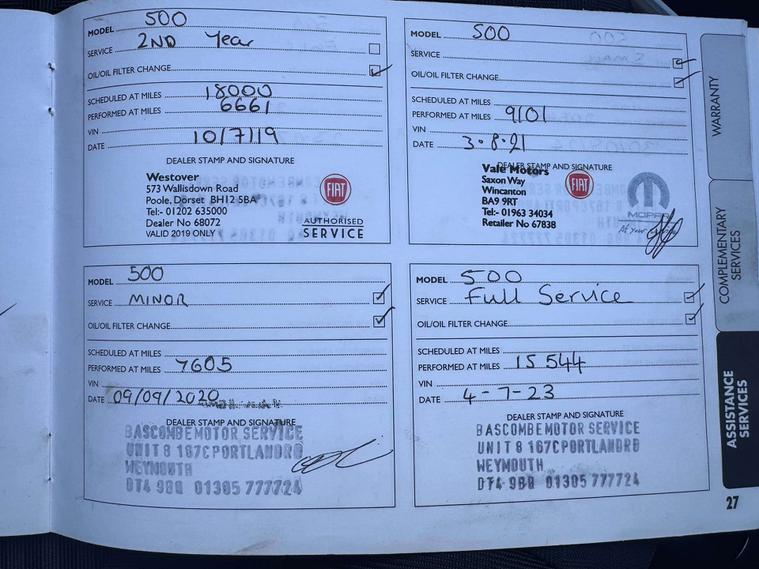 MODEL 500
SERVICE 2ND Year
OIL/OIL FILTER CHANGE
SCHEDULED AT MILES 18000
PERFORMED AT MILES 6661
VIN
DATE 10/7/19
DEALER STAMP AND SIGNATURE
Westover
573 Wallisdown Road
Poole, Dorset BH12 5BA
Tel:- 01202 635000
Dealer No 68072
VALID 2019 ONLY
FIAT
AUTHORISED
SERVICE
MODEL 500
SERVICE
OIL/OIL FILTER CHANGE
SCHEDULED AT MILES
PERFORMED AT MILES 9101
VIN
DATE 3.8.21
DEALER STAMP AND SIGNATURE
Vale Motors
Saxon Way
Wincanton
BA9 9RT
Tel:- 01963 34034
Retailer No 67838
FIAT
MOPAR
MODEL 500
SERVICE MINOR
OIL/OIL FILTER CHANGE
SCHEDULED AT MILES
PERFORMED AT MILES 7605
VIN
DATE 09/09/2020
DEALER STAMP AND SIGNATURE
BASCOMBE MOTOR SERVICE
UNIT 8 167C PORTLAND RD
WEYMOUTH
DT4 9BB 01305 777724
MODEL 500
SERVICE Full Service
OIL/OIL FILTER CHANGE
SCHEDULED AT MILES
PERFORMED AT MILES 15544
VIN
DATE 4-7-23
DEALER STAMP AND SIGNATURE
BASCOMBE MOTOR SERVICE
UNIT 8 167C PORTLAND RD
WEYMOUTH
DT4 9BB 01305 777724
WARRANTY
COMPLEMENTARY
SERVICES
ASSISTANCE
SERVICES
27